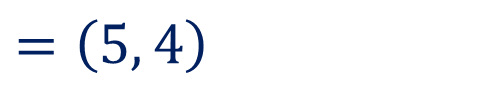 = (5, 4)